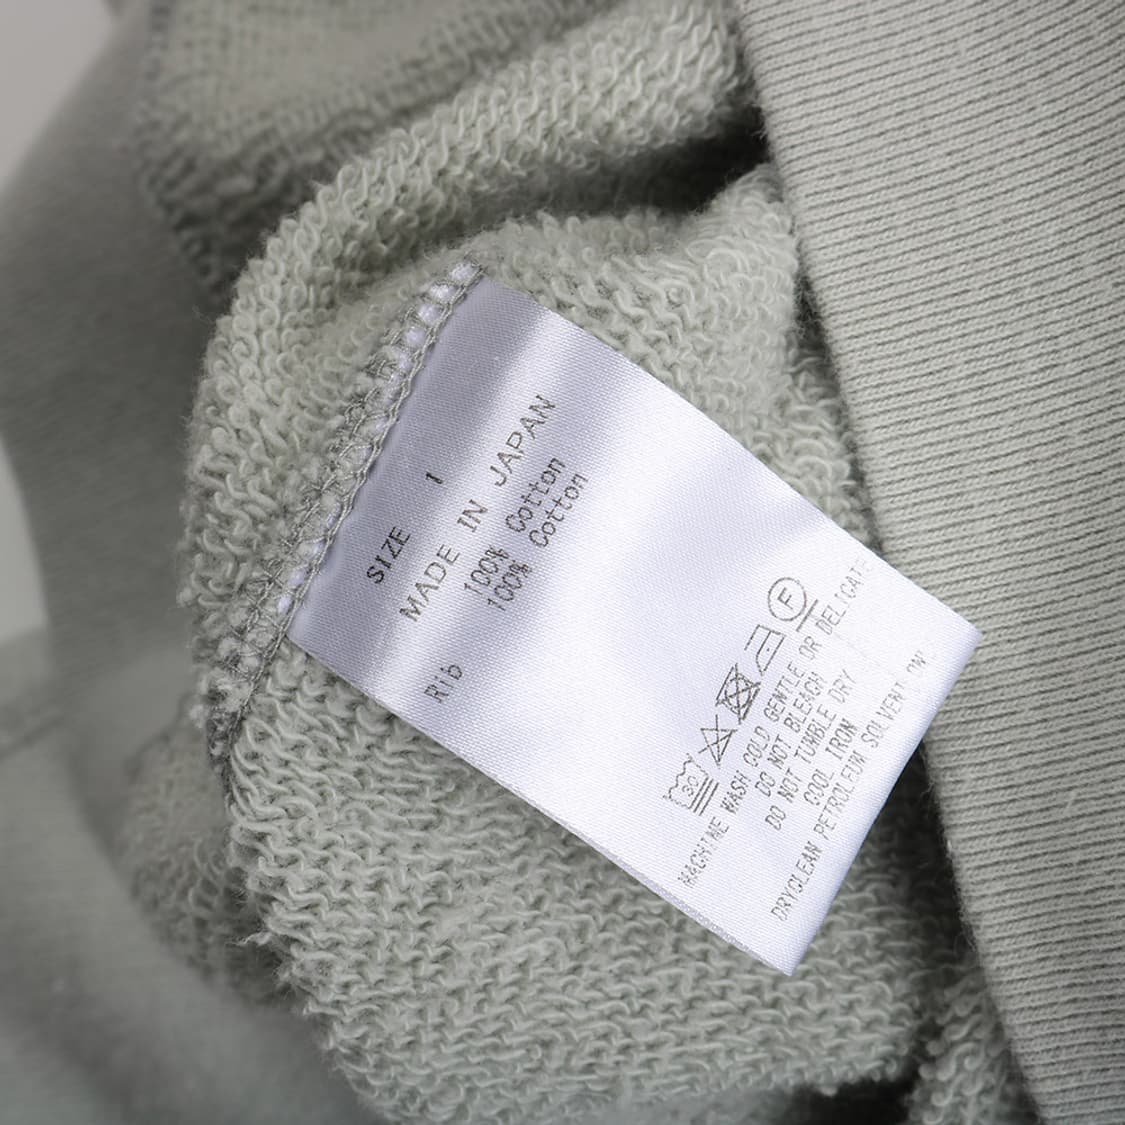 SIZE 1
MADE IN JAPAN
100% Cotton
Rib 100% Cotton
30 F
MACHINE WASH COLD GENTLE OR DELICATE
DO NOT BLEACH
DO NOT TUMBLE DRY
COOL IRON
DRYCLEAN PETROLEUM SOLVENT ONLY